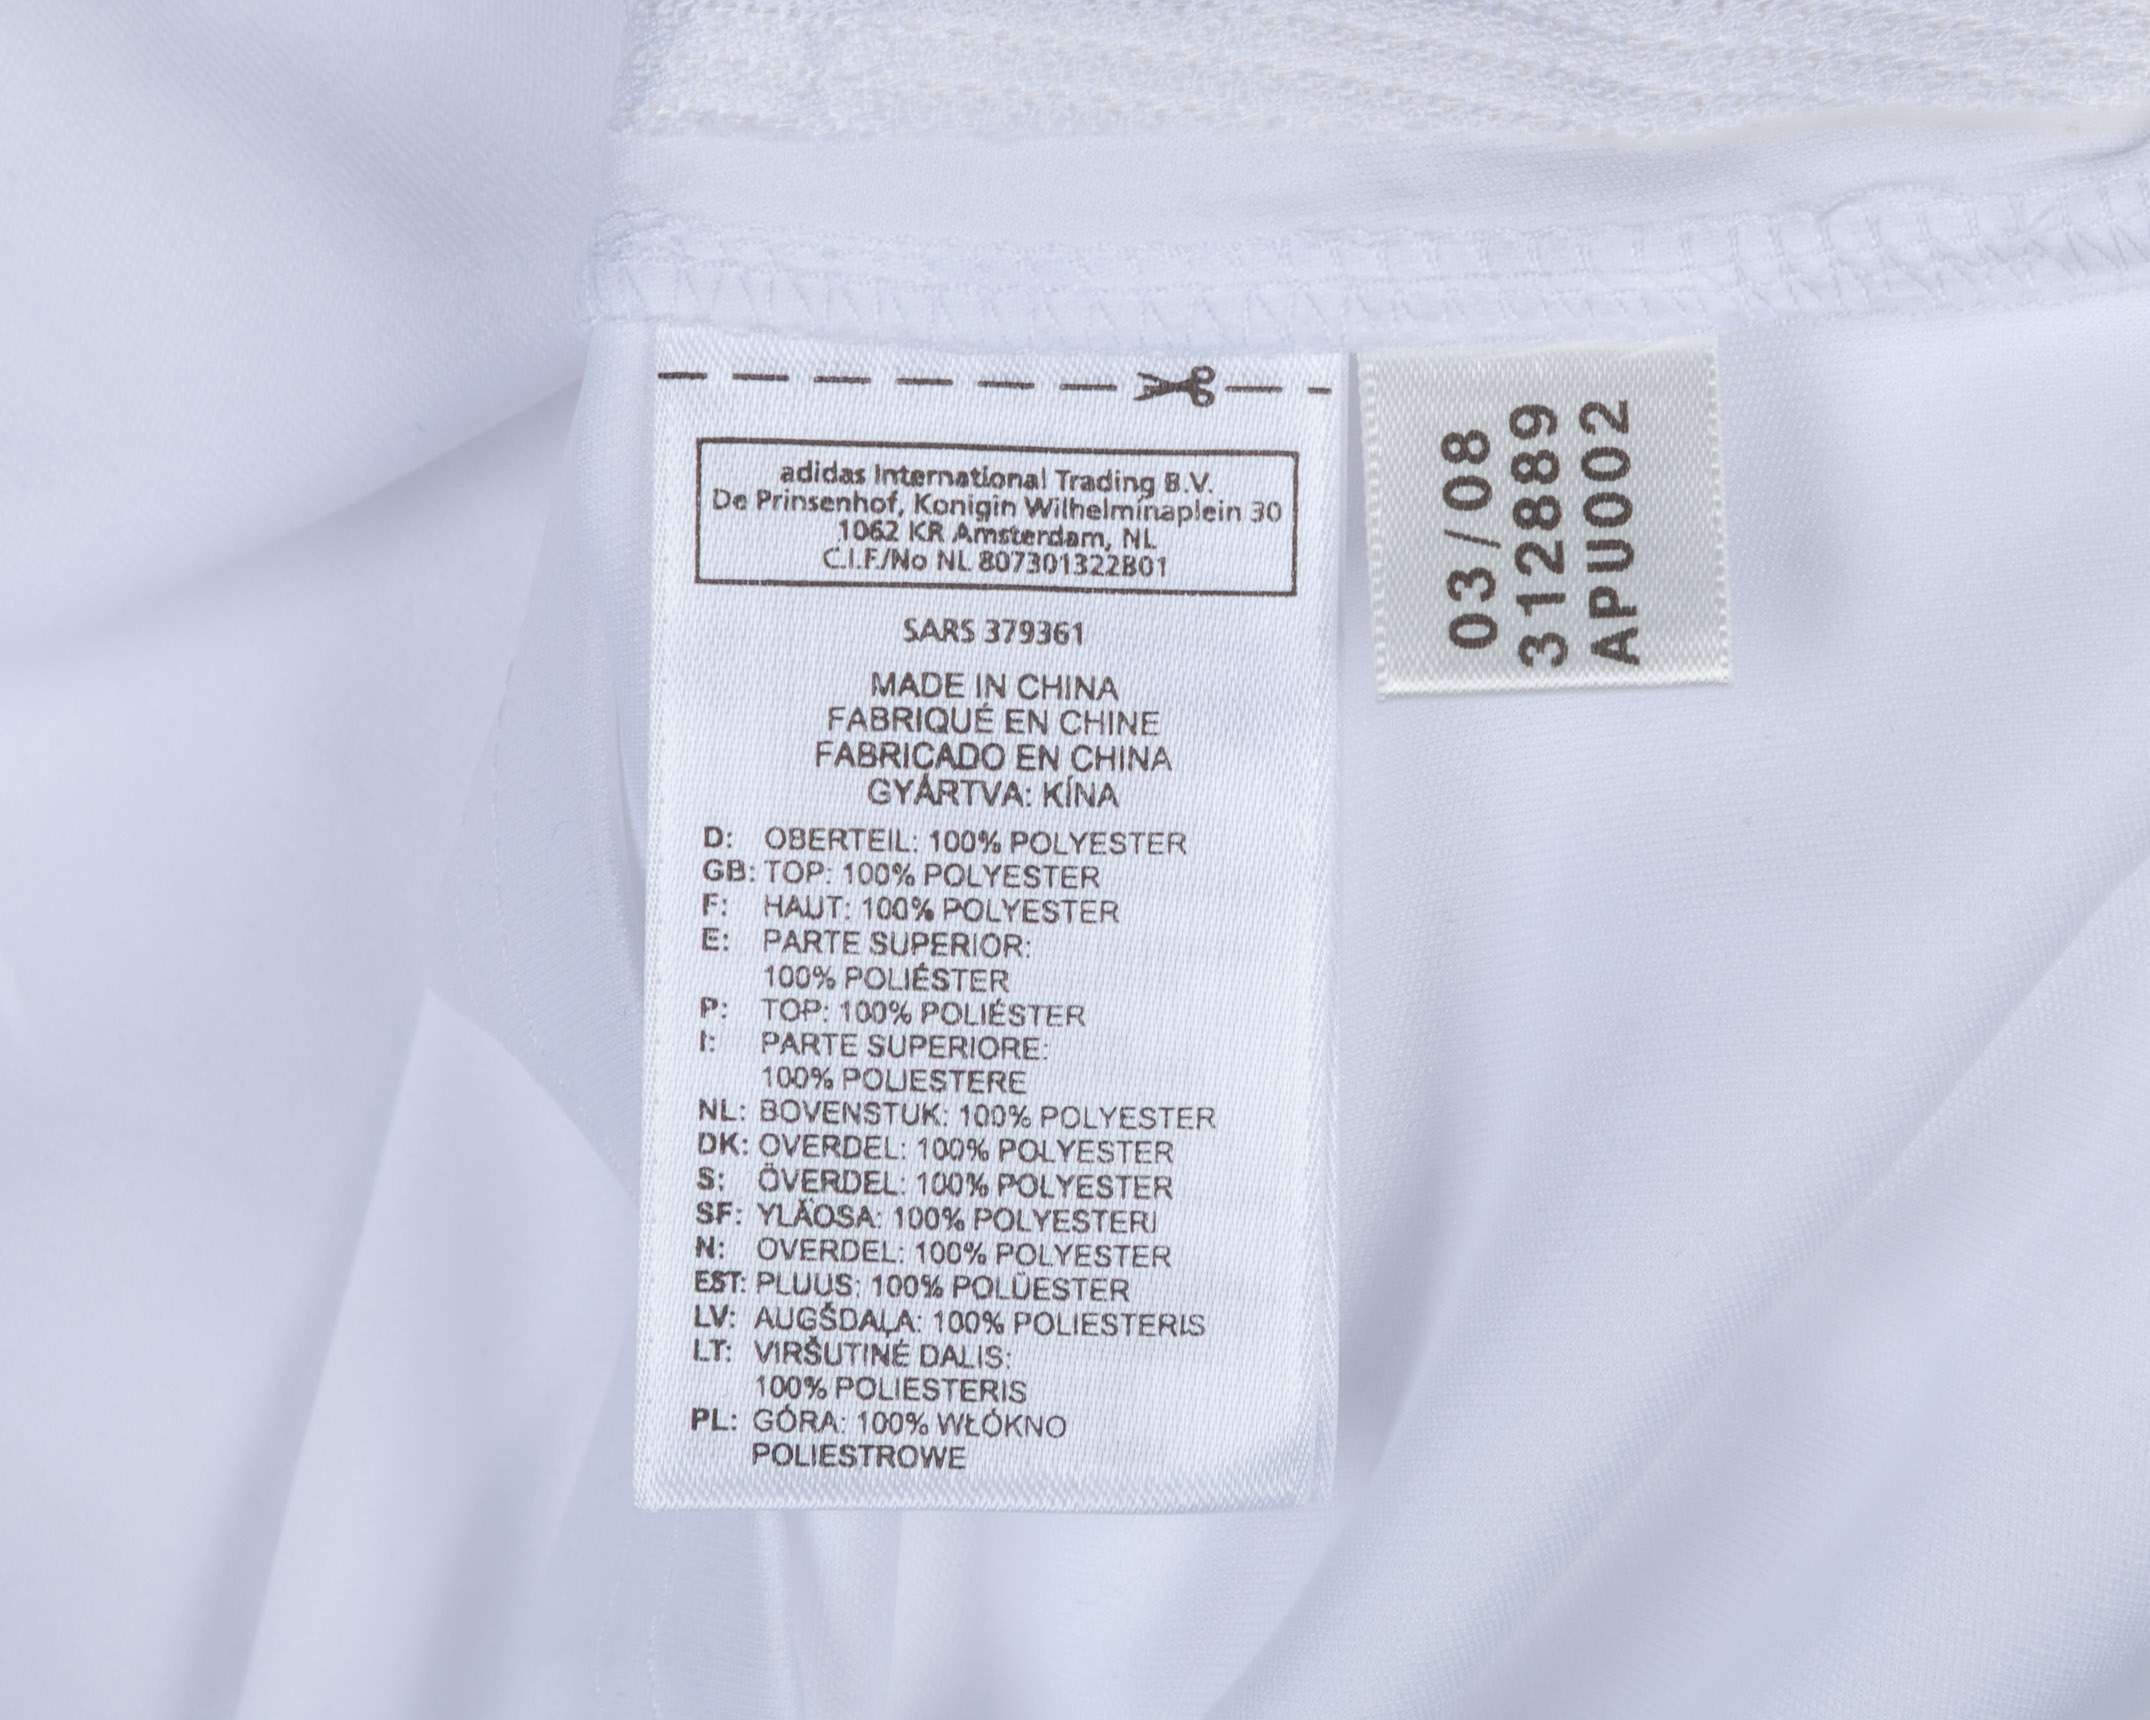 adidas International Trading B.V.
De Prinsenhof, Konigin Wilhelminaplein 30
1062 KR Amsterdam, NL
C.I.F./No NL 807301322B01
SARS 379361
MADE IN CHINA
FABRIQUÉ EN CHINE
FABRICADO EN CHINA
GYÁRTVA: KÍNA
D: OBERTEIL: 100% POLYESTER
GB: TOP: 100% POLYESTER
F: HAUT: 100% POLYESTER
E: PARTE SUPERIOR:
100% POLIÉSTER
P: TOP: 100% POLIÉSTER
I: PARTE SUPERIORE:
100% POLIESTERE
NL: BOVENSTUK: 100% POLYESTER
DK: OVERDEL: 100% POLYESTER
S: ÖVERDEL: 100% POLYESTER
SF: YLÄOSA: 100% POLYESTERI
N: OVERDEL: 100% POLYESTER
EST: PLUUS: 100% POLÜESTER
LV: AUGŠDAĻA: 100% POLIESTERIS
LT: VIRŠUTINĖ DALIS:
100% POLIESTERIS
PL: GÓRA: 100% WŁÓKNO
POLIESTROWE
03/08
312889
APU002